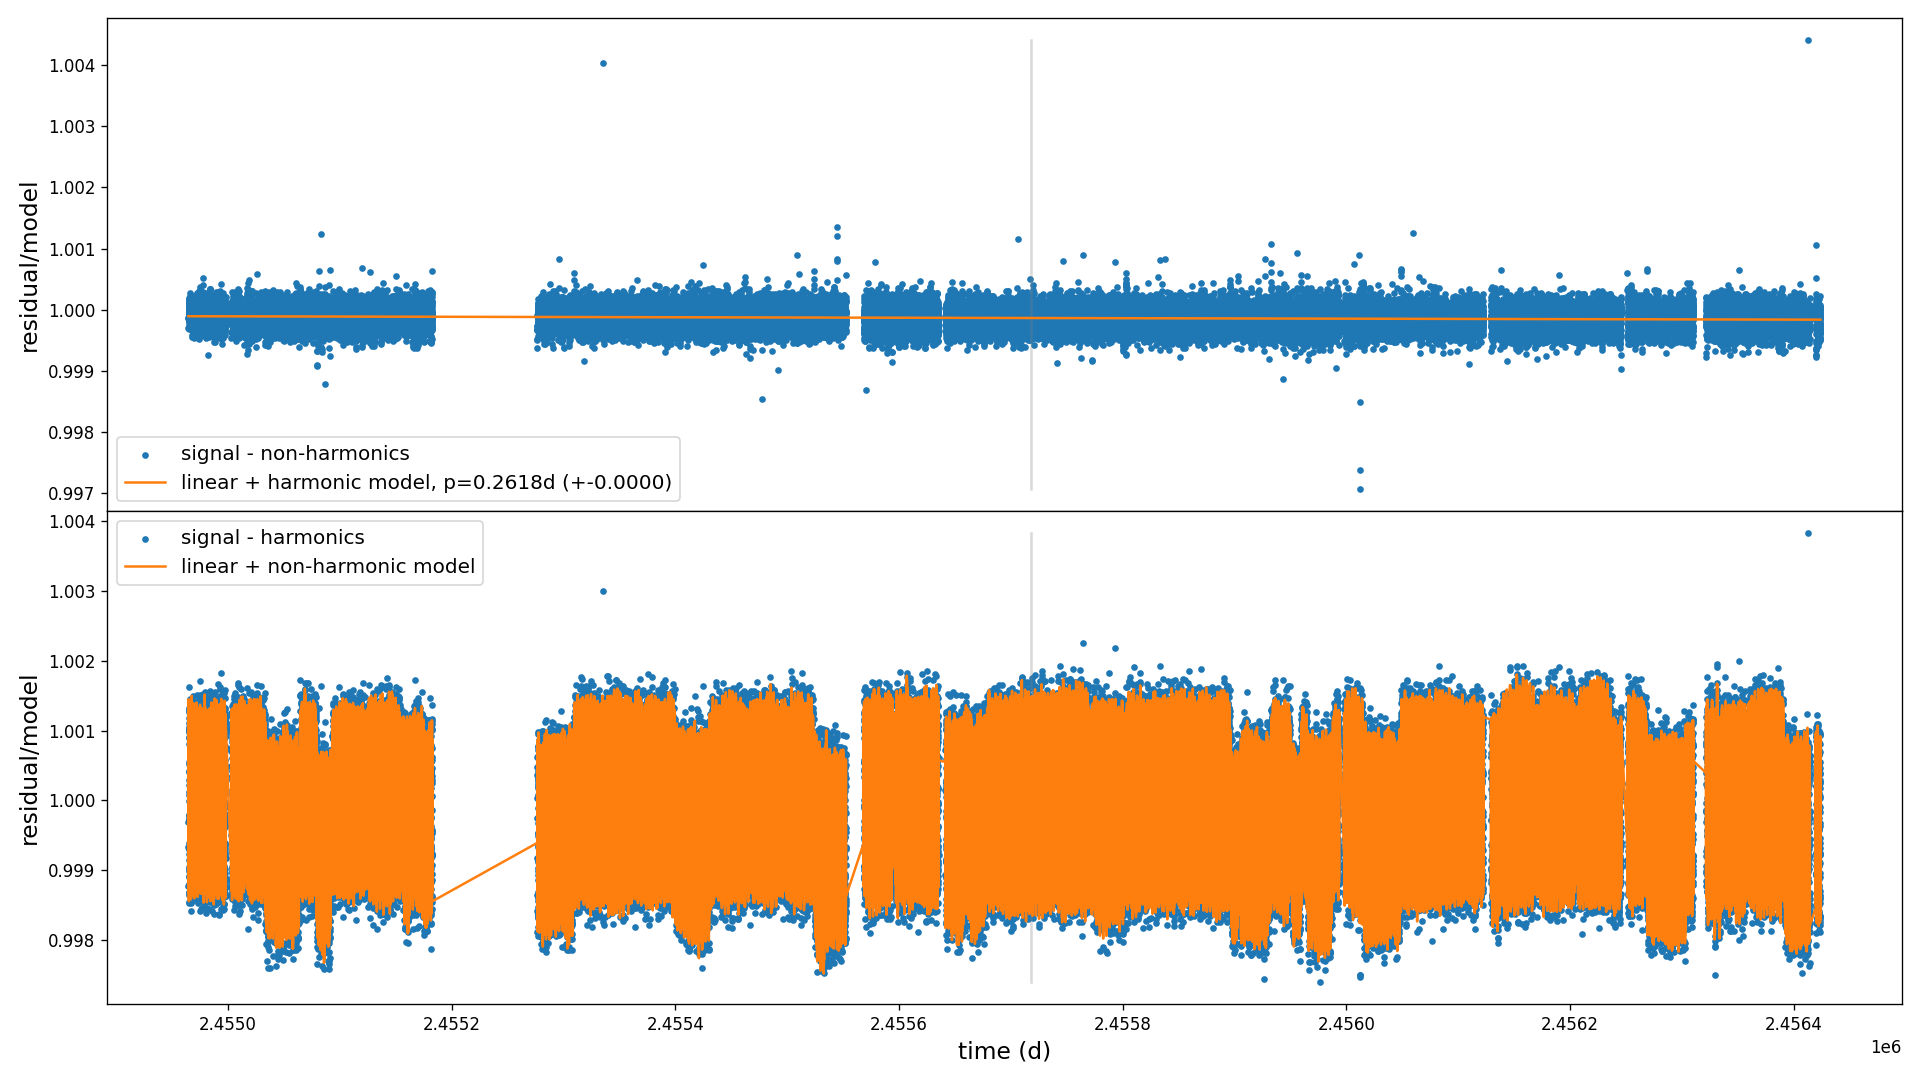 1.004
1.003
1.002
1.001
1.000
0.999
0.998
0.997
residual/model
signal - non-harmonics
linear + harmonic model, p=0.2618d (+-0.0000)
1.004
1.003
1.002
1.001
1.000
0.999
0.998
residual/model
signal - harmonics
linear + non-harmonic model
2.4550 2.4552 2.4554 2.4556 2.4558 2.4560 2.4562 2.4564
1e6
time (d)